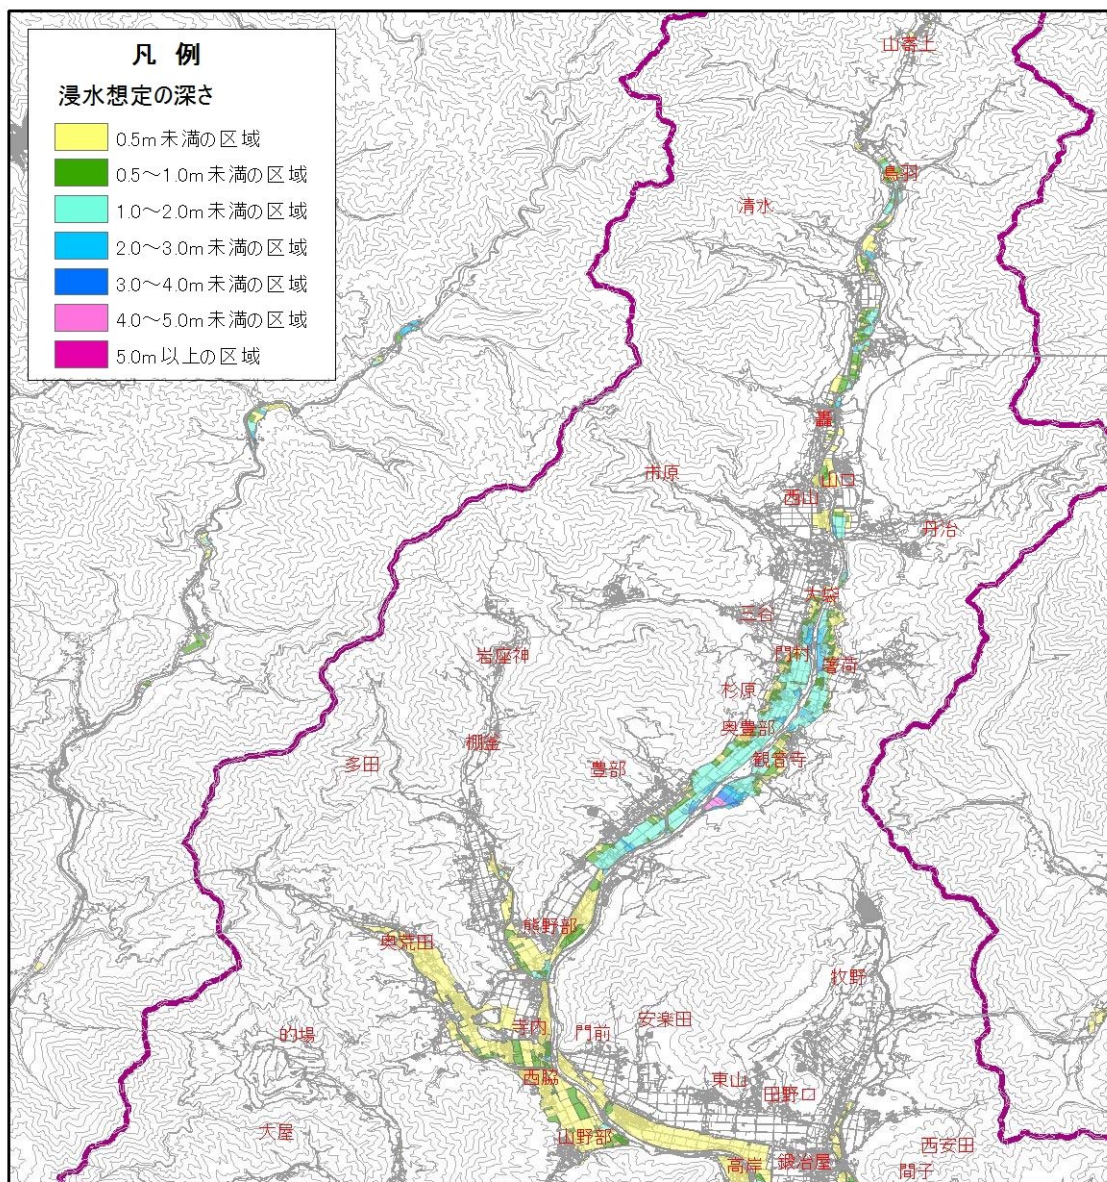 凡 例
浸水想定の深さ
0.5m未満の区域
0.5～1.0m未満の区域
1.0～2.0m未満の区域
2.0～3.0m未満の区域
3.0～4.0m未満の区域
4.0～5.0m未満の区域
5.0m以上の区域
山寄上
鳥羽
清水
轟
市原
山口
西山
丹治
大袋
三谷
門村
箸荷
岩座神
杉原
奥豊部
棚釜
観音寺
多田
豊部
熊野部
奥荒田
牧野
寺内
門前
安楽田
的場
西脇
東山
田野口
大屋
山野部
西安田
高岸
鍛冶屋
間子